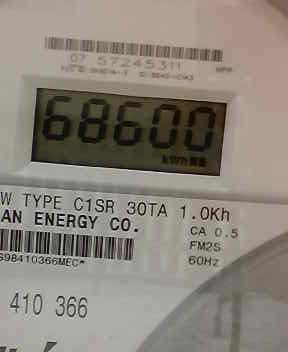 07 57245311
68600
kWh
W TYPE C1SR 30TA 1.0Kh
AN ENERGY CO.
CA 0.5
FM2S
S98410366MEC*
60Hz
410 366